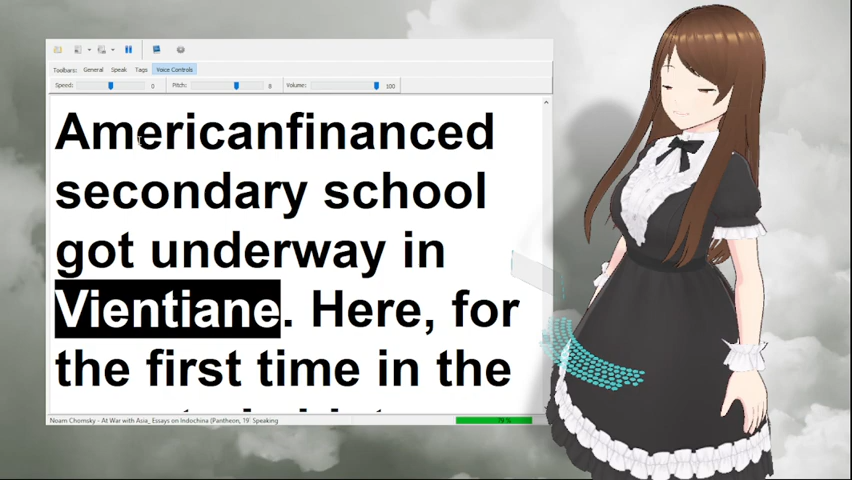 Toolbars: General Speak Tags Voice Controls
Speed: 0 Pitch: 8 Volume: 100
Americanfinanced
secondary school
got underway in
Vientiane. Here, for
the first time in the
Noam Chomsky - At War with Asia_ Essays on Indochina (Pantheon, '19 Speaking 79 %